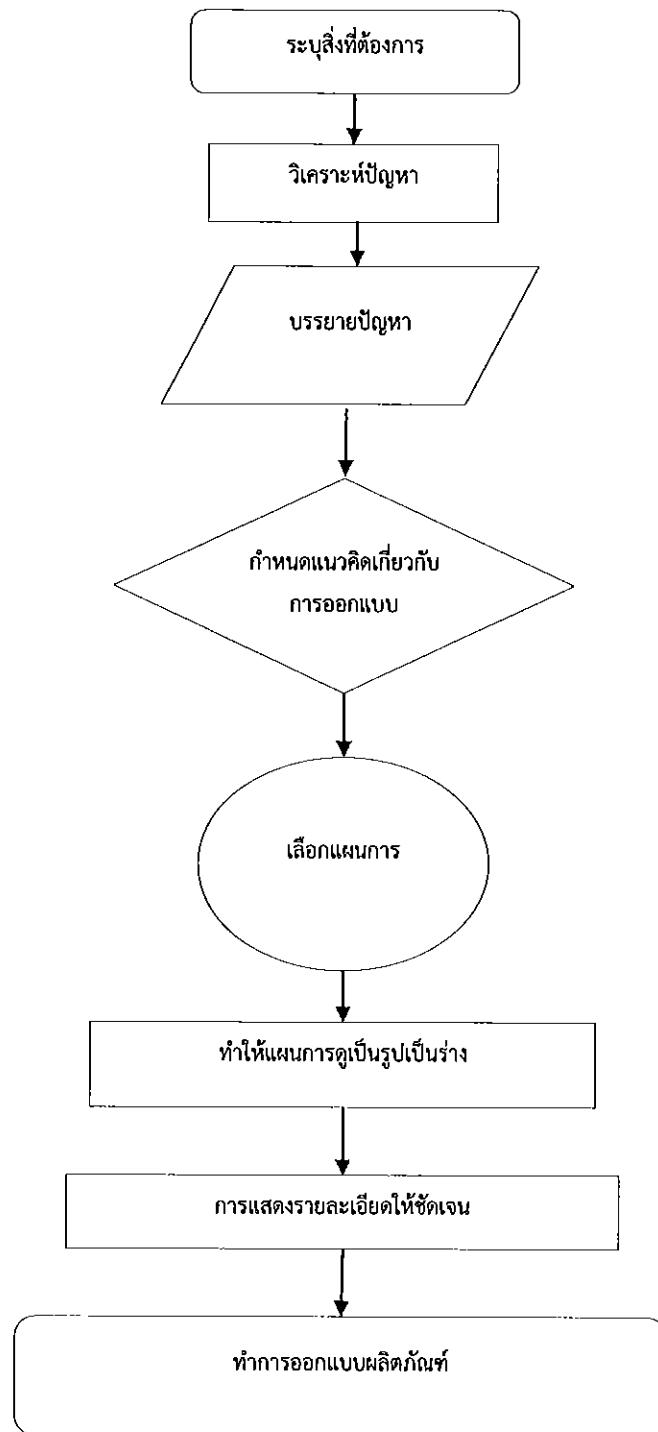 ระบุสิ่งที่ต้องการ
วิเคราะห์ปัญหา
บรรยายปัญหา
กำหนดแนวคิดเกี่ยวกับ
การออกแบบ
เลือกแผนการ
ทำให้แผนการดูเป็นรูปเป็นร่าง
การแสดงรายละเอียดให้ชัดเจน
ทำการออกแบบผลิตภัณฑ์